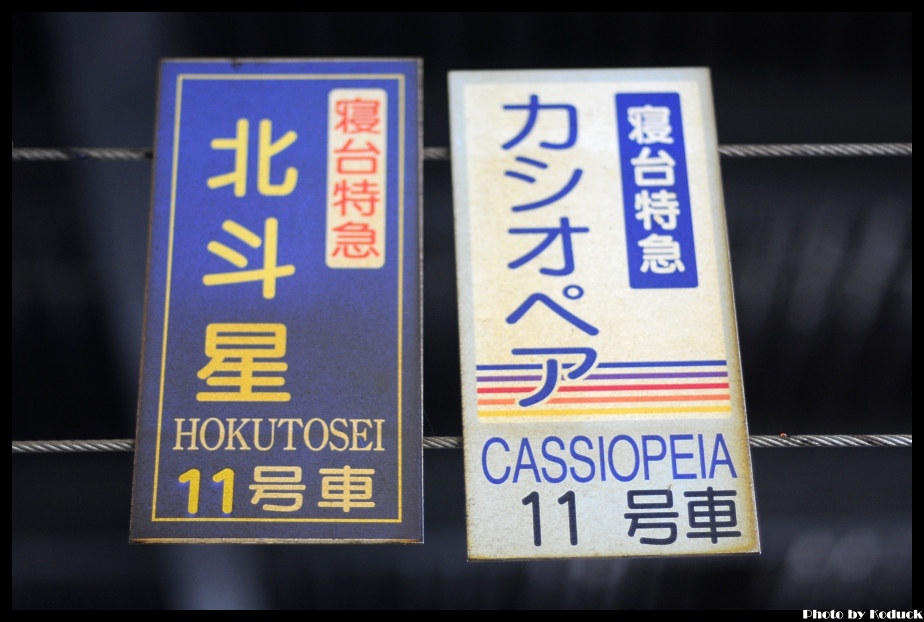 寝台特急
北斗星
HOKUTOSEI
11号車
寝台特急
カシオペア
CASSIOPEIA
11 号車
Photo by Koduck